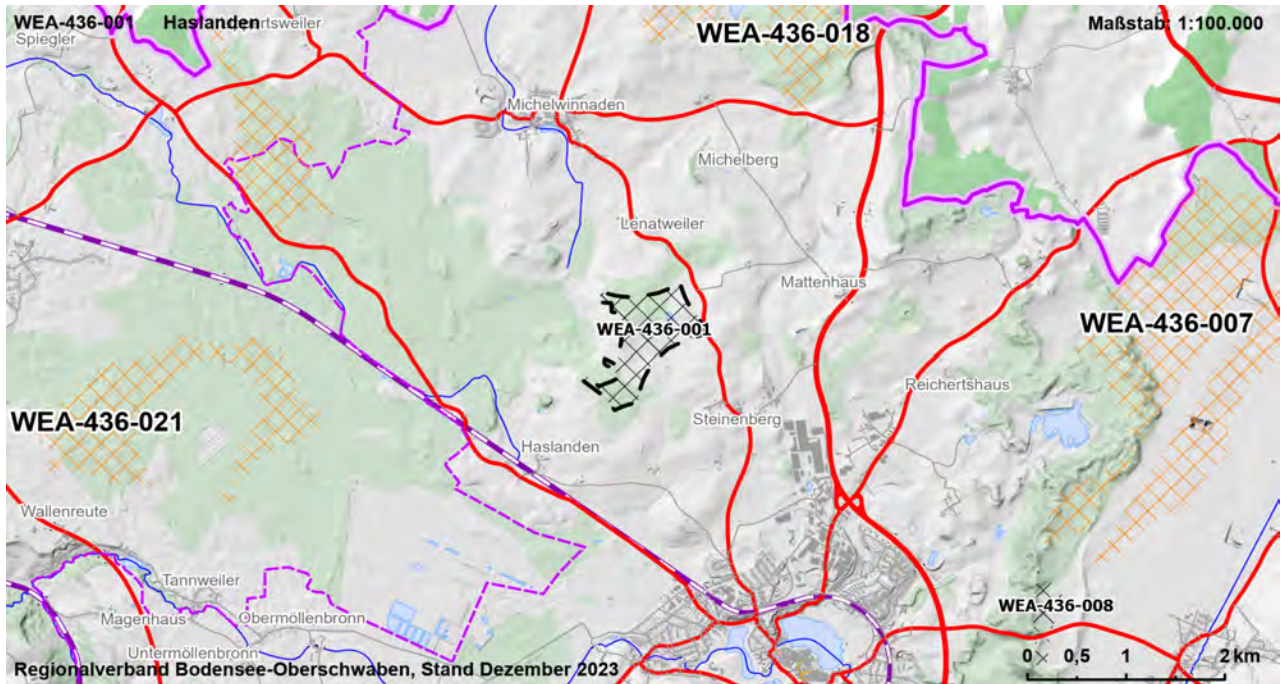 WEA-436-001 Haslanden
Maßstab: 1:100.000
Spiegler
WEA-436-018
Michelwinnaden
Michelberg
Lenatweiler
Mattenhaus
WEA-436-001
WEA-436-007
Reichertshaus
WEA-436-021
Steinenberg
Haslanden
Wallenreute
Tannweiler
Magenhaus
Obermöllenbronn
WEA-436-008
Untermöllenbronn
Regionalverband Bodensee-Oberschwaben, Stand Dezember 2023
0 0,5 1 2 km